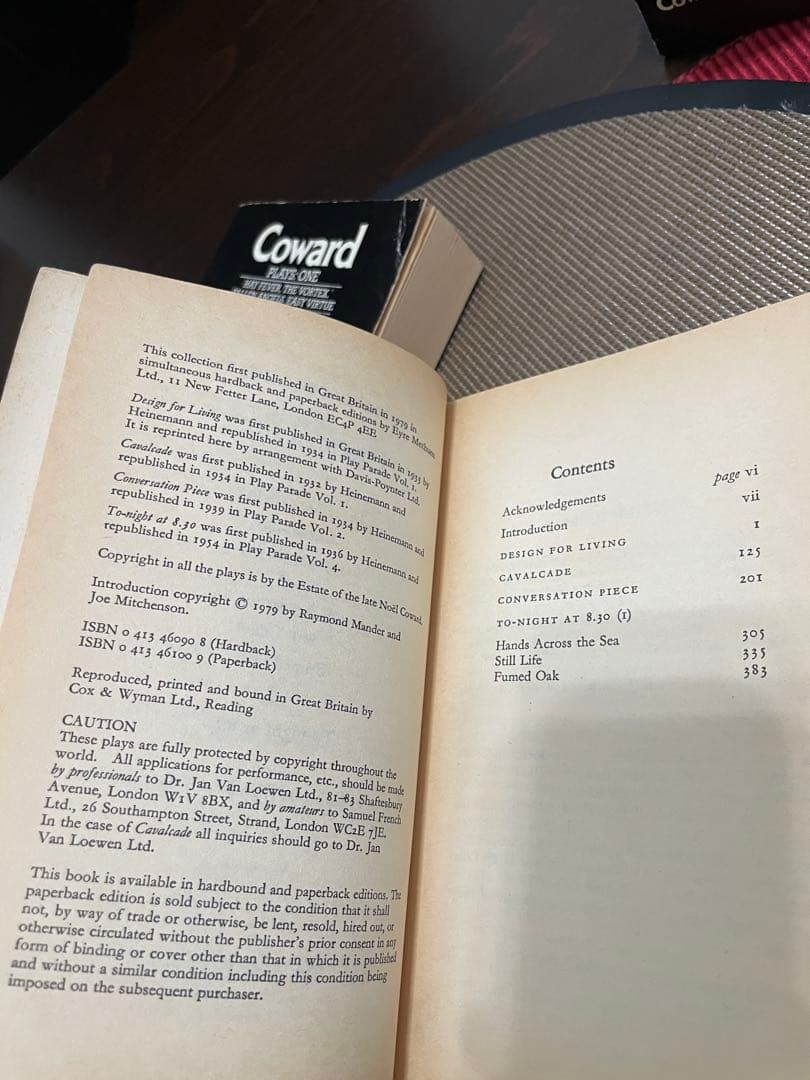 Coward
PLAYS: ONE
HAY FEVER, THE VORTEX,
FALLEN ANGELS, EASY VIRTUE
This collection first published in Great Britain in 1979 in
simultaneous hardback and paperback editions by Eyre Methuen
Ltd., 11 New Fetter Lane, London EC4P 4EE
Design for Living was first published in Great Britain in 1933 by
Heinemann and republished in 1934 in Play Parade Vol. 1.
It is reprinted here by arrangement with Davis-Poynter Ltd.
Cavalcade was first published in 1932 by Heinemann and
republished in 1934 in Play Parade Vol. 1.
Conversation Piece was first published in 1934 by Heinemann and
republished in 1939 in Play Parade Vol. 2.
To-night at 8.30 was first published in 1936 by Heinemann and
republished in 1954 in Play Parade Vol. 4.
Copyright in all the plays is by the Estate of the late Noël Coward.
Introduction copyright © 1979 by Raymond Mander and
Joe Mitchenson.
ISBN 0 413 46090 8 (Hardback)
ISBN 0 413 46100 9 (Paperback)
Reproduced, printed and bound in Great Britain by
Cox & Wyman Ltd., Reading
CAUTION
These plays are fully protected by copyright throughout the
world. All applications for performance, etc., should be made
by professionals to Dr. Jan Van Loewen Ltd., 81–83 Shaftesbury
Avenue, London W1V 8BX, and by amateurs to Samuel French
Ltd., 26 Southampton Street, Strand, London WC2E 7JE.
In the case of Cavalcade all inquiries should go to Dr. Jan
Van Loewen Ltd.
This book is available in hardbound and paperback editions. The
paperback edition is sold subject to the condition that it shall
not, by way of trade or otherwise, be lent, resold, hired out, or
otherwise circulated without the publisher's prior consent in any
form of binding or cover other than that in which it is published
and without a similar condition including this condition being
imposed on the subsequent purchaser.
Contents
Acknowledgements page vi
Introduction vii
DESIGN FOR LIVING 1
CAVALCADE 125
CONVERSATION PIECE 201
TO-NIGHT AT 8.30 (1)
Hands Across the Sea 305
Still Life 335
Fumed Oak 383